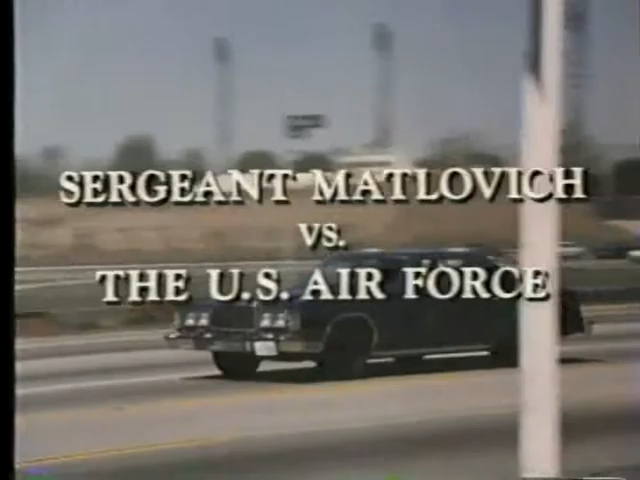 SERGEANT MATLOVICH
VS.
THE U.S. AIR FORCE